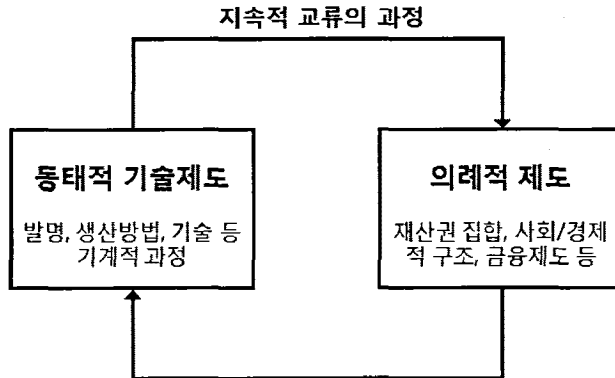 지속적 교류의 과정
동태적 기술제도
발명, 생산방법, 기술 등
기계적 과정
의례적 제도
재산권 집합, 사회/경제
적 구조, 금융제도 등